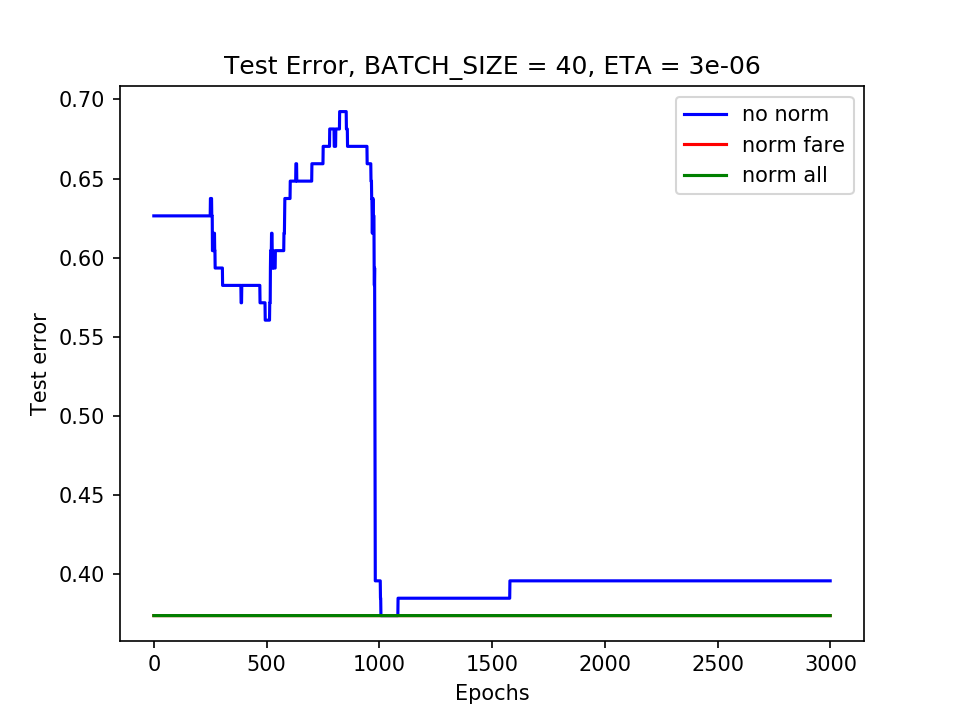 Test Error, BATCH_SIZE = 40, ETA = 3e-06
0.70
0.65
0.60
0.55
0.50
0.45
0.40
Test error
no norm
norm fare
norm all
0 500 1000 1500 2000 2500 3000
Epochs